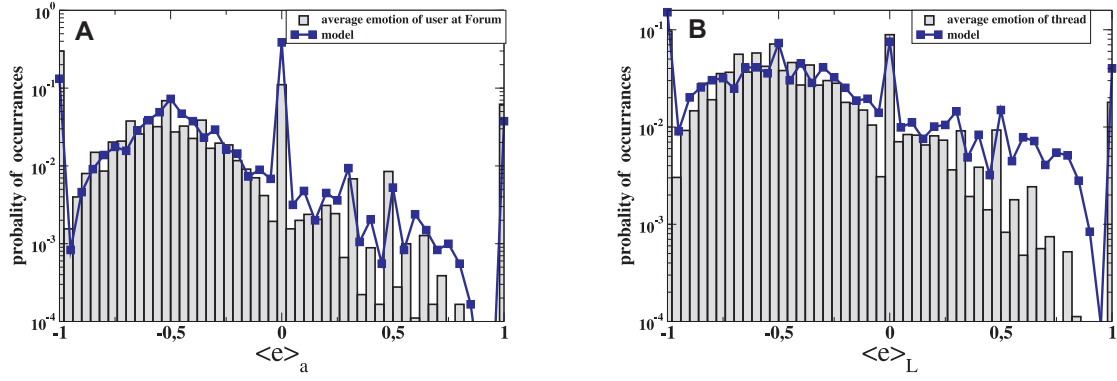 A
average emotion of user at Forum
model
probality of occurrances
10^0
10^-1
10^-2
10^-3
10^-4
-1
-0,5
0
0,5
1
<e>_a
B
average emotion of thread
model
probality of occurrances
10^-1
10^-2
10^-3
10^-4
-1
-0,5
0
0,5
1
<e>_L